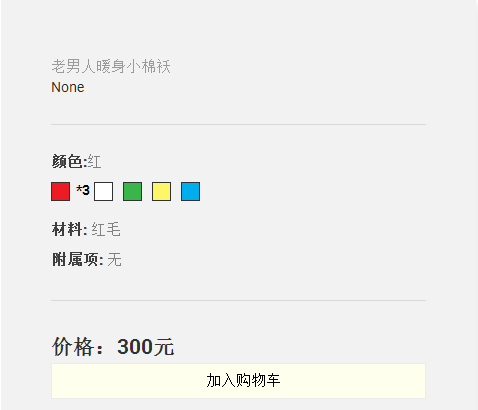 老男人暖身小棉袄
None
颜色:红
*3
材料: 红毛
附属项: 无
价格：300元
加入购物车